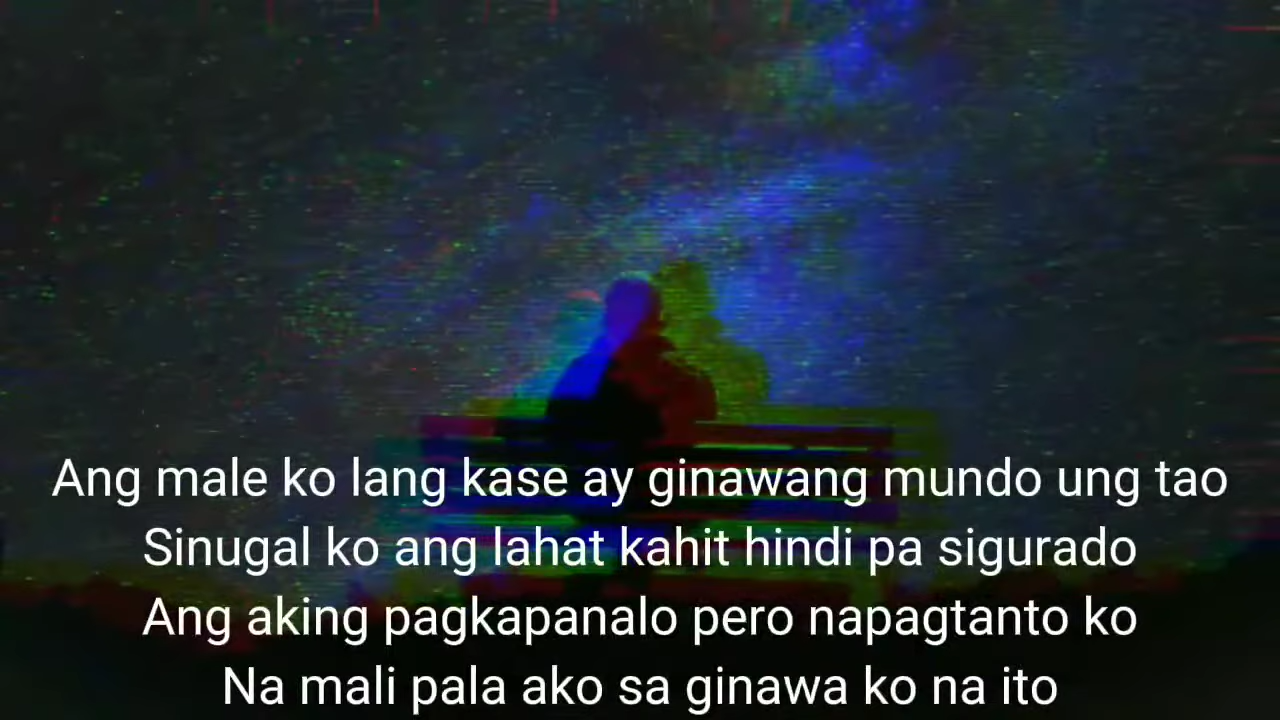 Ang male ko lang kase ay ginawang mundo ung tao
Sinugal ko ang lahat kahit hindi pa sigurado
Ang aking pagkapanalo pero napagtanto ko
Na mali pala ako sa ginawa ko na ito